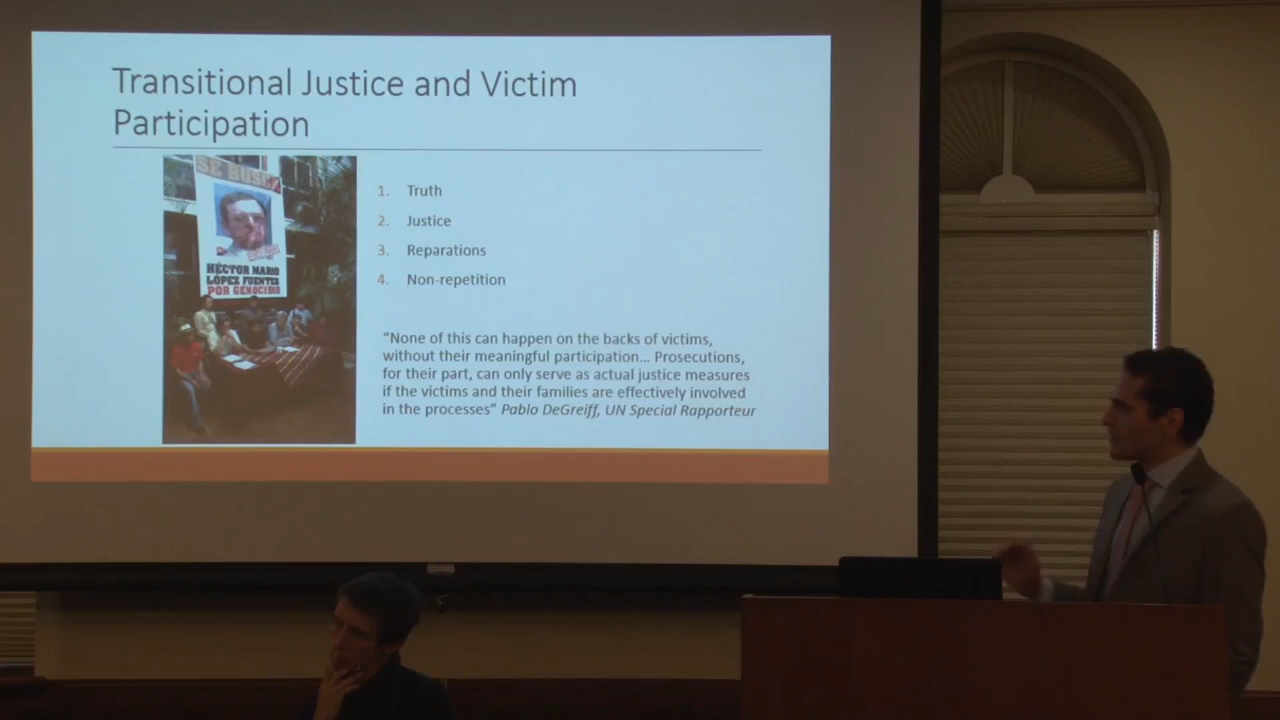 Transitional Justice and Victim
Participation
SE BUSCA
HÉCTOR MARIO
LÓPEZ FUENTES
POR GENOCIDIO
1. Truth
2. Justice
3. Reparations
4. Non-repetition
“None of this can happen on the backs of victims,
without their meaningful participation... Prosecutions,
for their part, can only serve as actual justice measures
if the victims and their families are effectively involved
in the processes” Pablo DeGreiff, UN Special Rapporteur